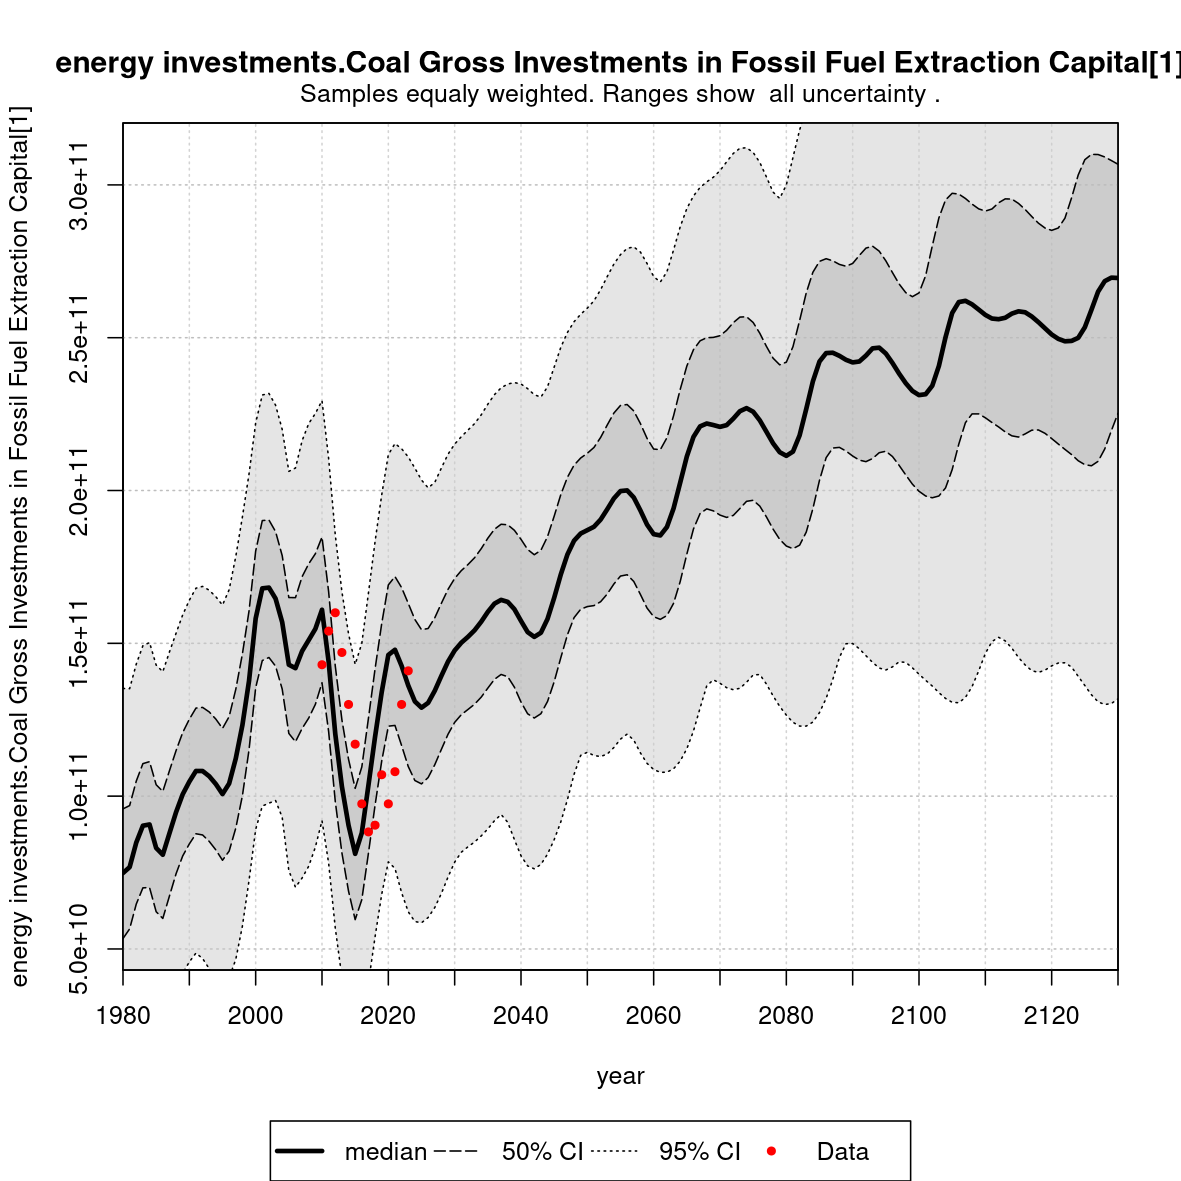 energy investments.Coal Gross Investments in Fossil Fuel Extraction Capital[1]
Samples equaly weighted. Ranges show  all uncertainty .
energy investments.Coal Gross Investments in Fossil Fuel Extraction Capital[1]
3.0e+11
2.5e+11
2.0e+11
1.5e+11
1.0e+11
5.0e+10
1980 2000 2020 2040 2060 2080 2100 2120
year
median 50% CI 95% CI Data